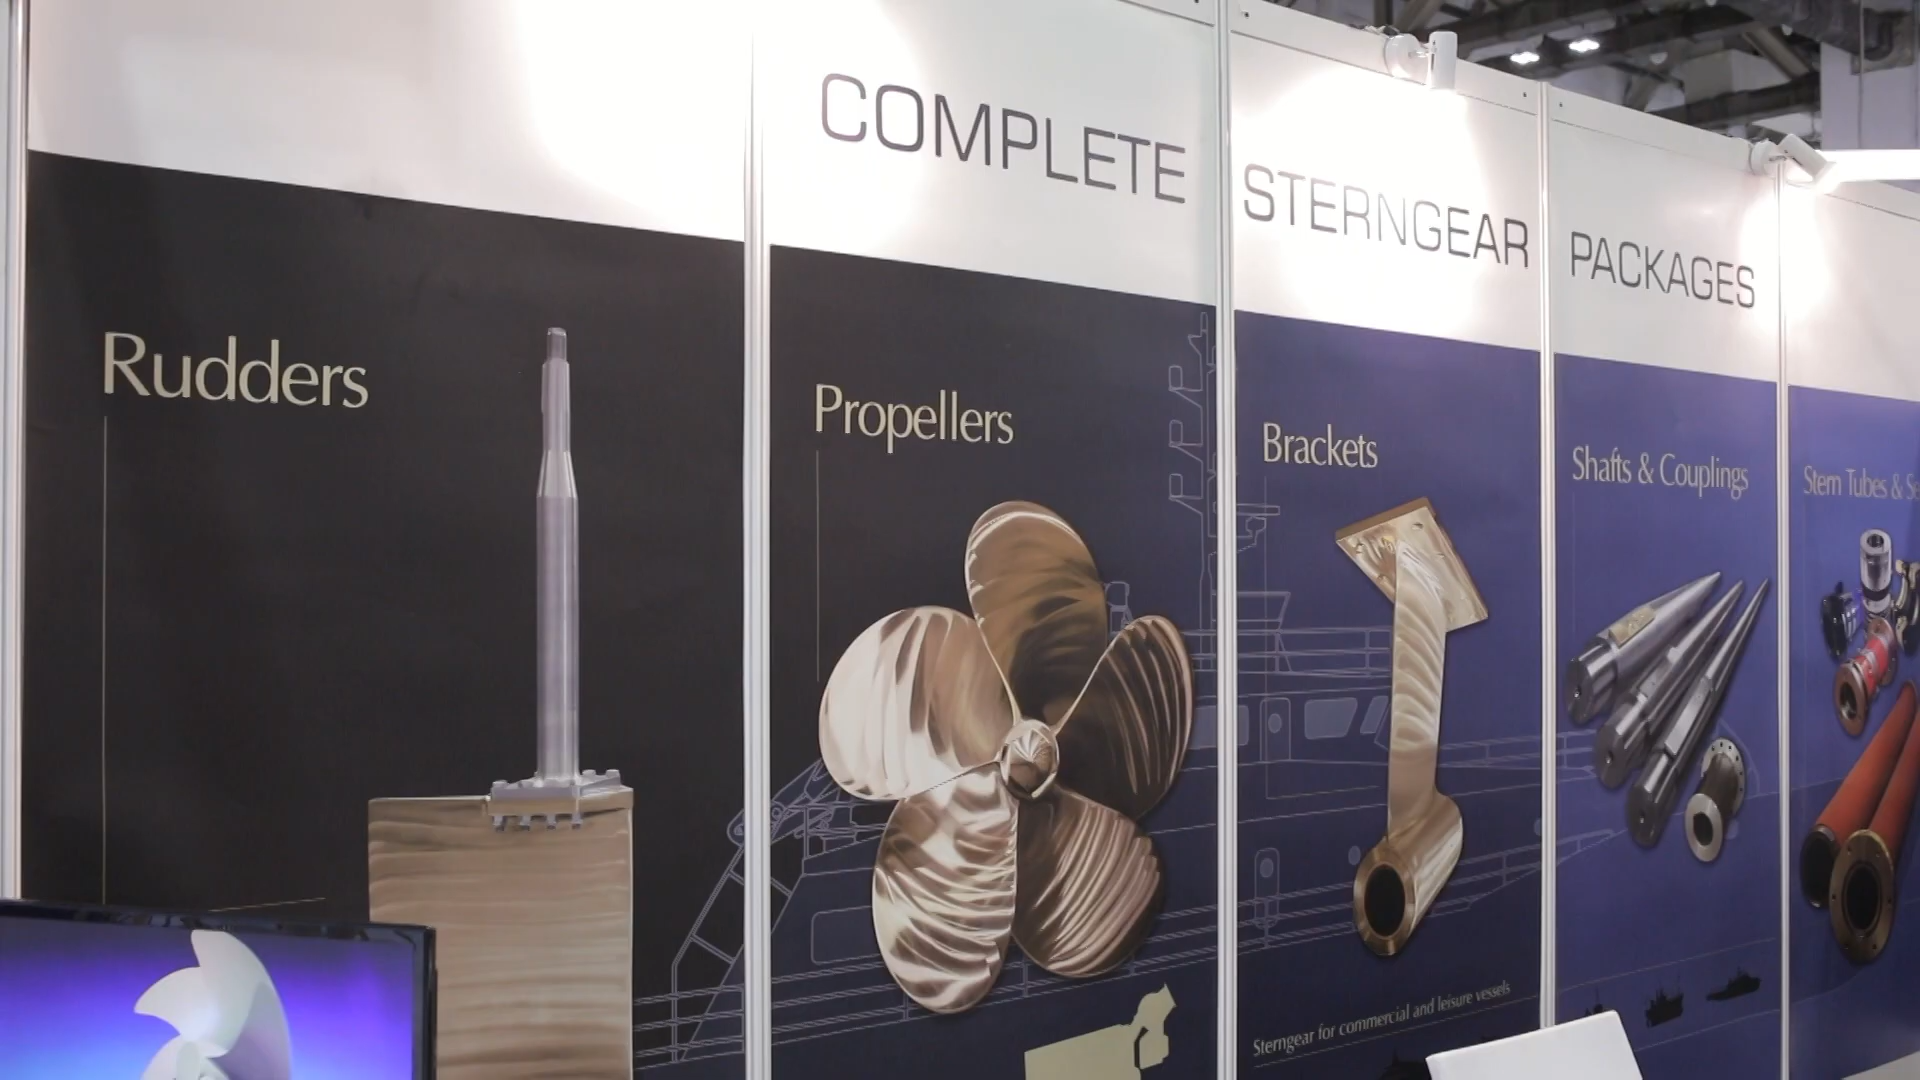 COMPLETE STERNGEAR PACKAGES
Rudders
Propellers
Brackets
Shafts & Couplings
Stern Tubes &
Sterngear for commercial and leisure vessels